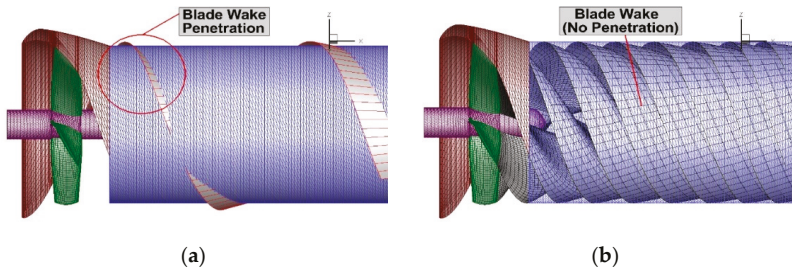 Blade Wake
Penetration
z
x
Blade Wake
(No Penetration)
z
(a)
(b)